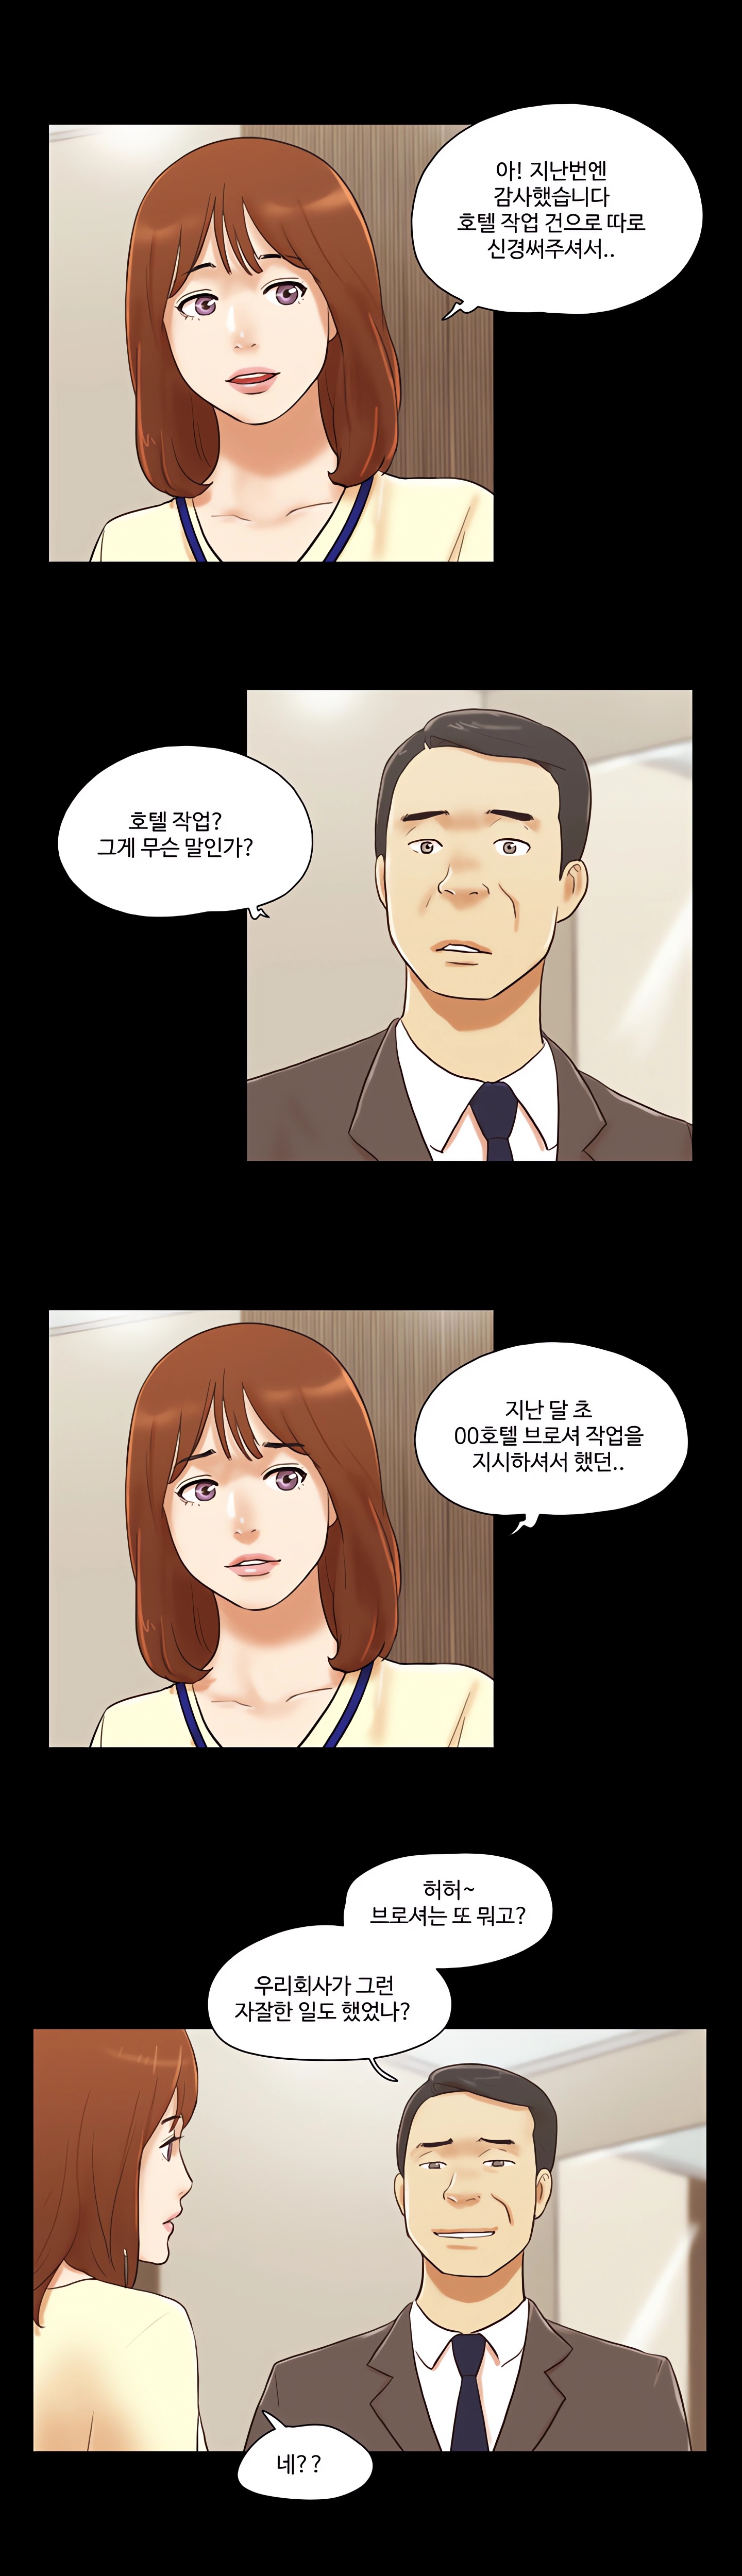 아! 지난번엔
감사했습니다
호텔 작업 건으로 따로
신경써주셔서..
호텔 작업?
그게 무슨 말인가?
지난 달 초
00호텔 브로셔 작업을
지시하셔서 했던..
허허~
브로셔는 또 뭐고?
우리회사가 그런
자잘한 일도 했었나?
네??